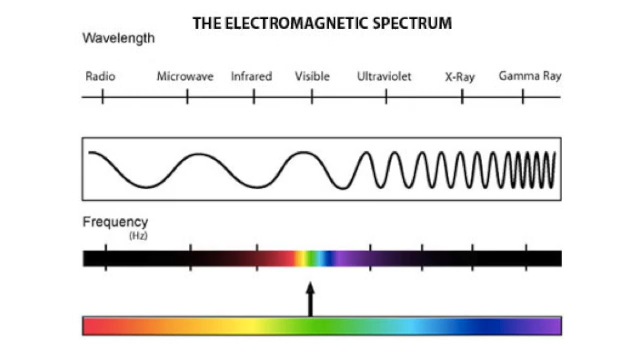 THE ELECTROMAGNETIC SPECTRUM
Wavelength
Radio Microwave Infrared Visible Ultraviolet X-Ray Gamma Ray
Frequency
(Hz)